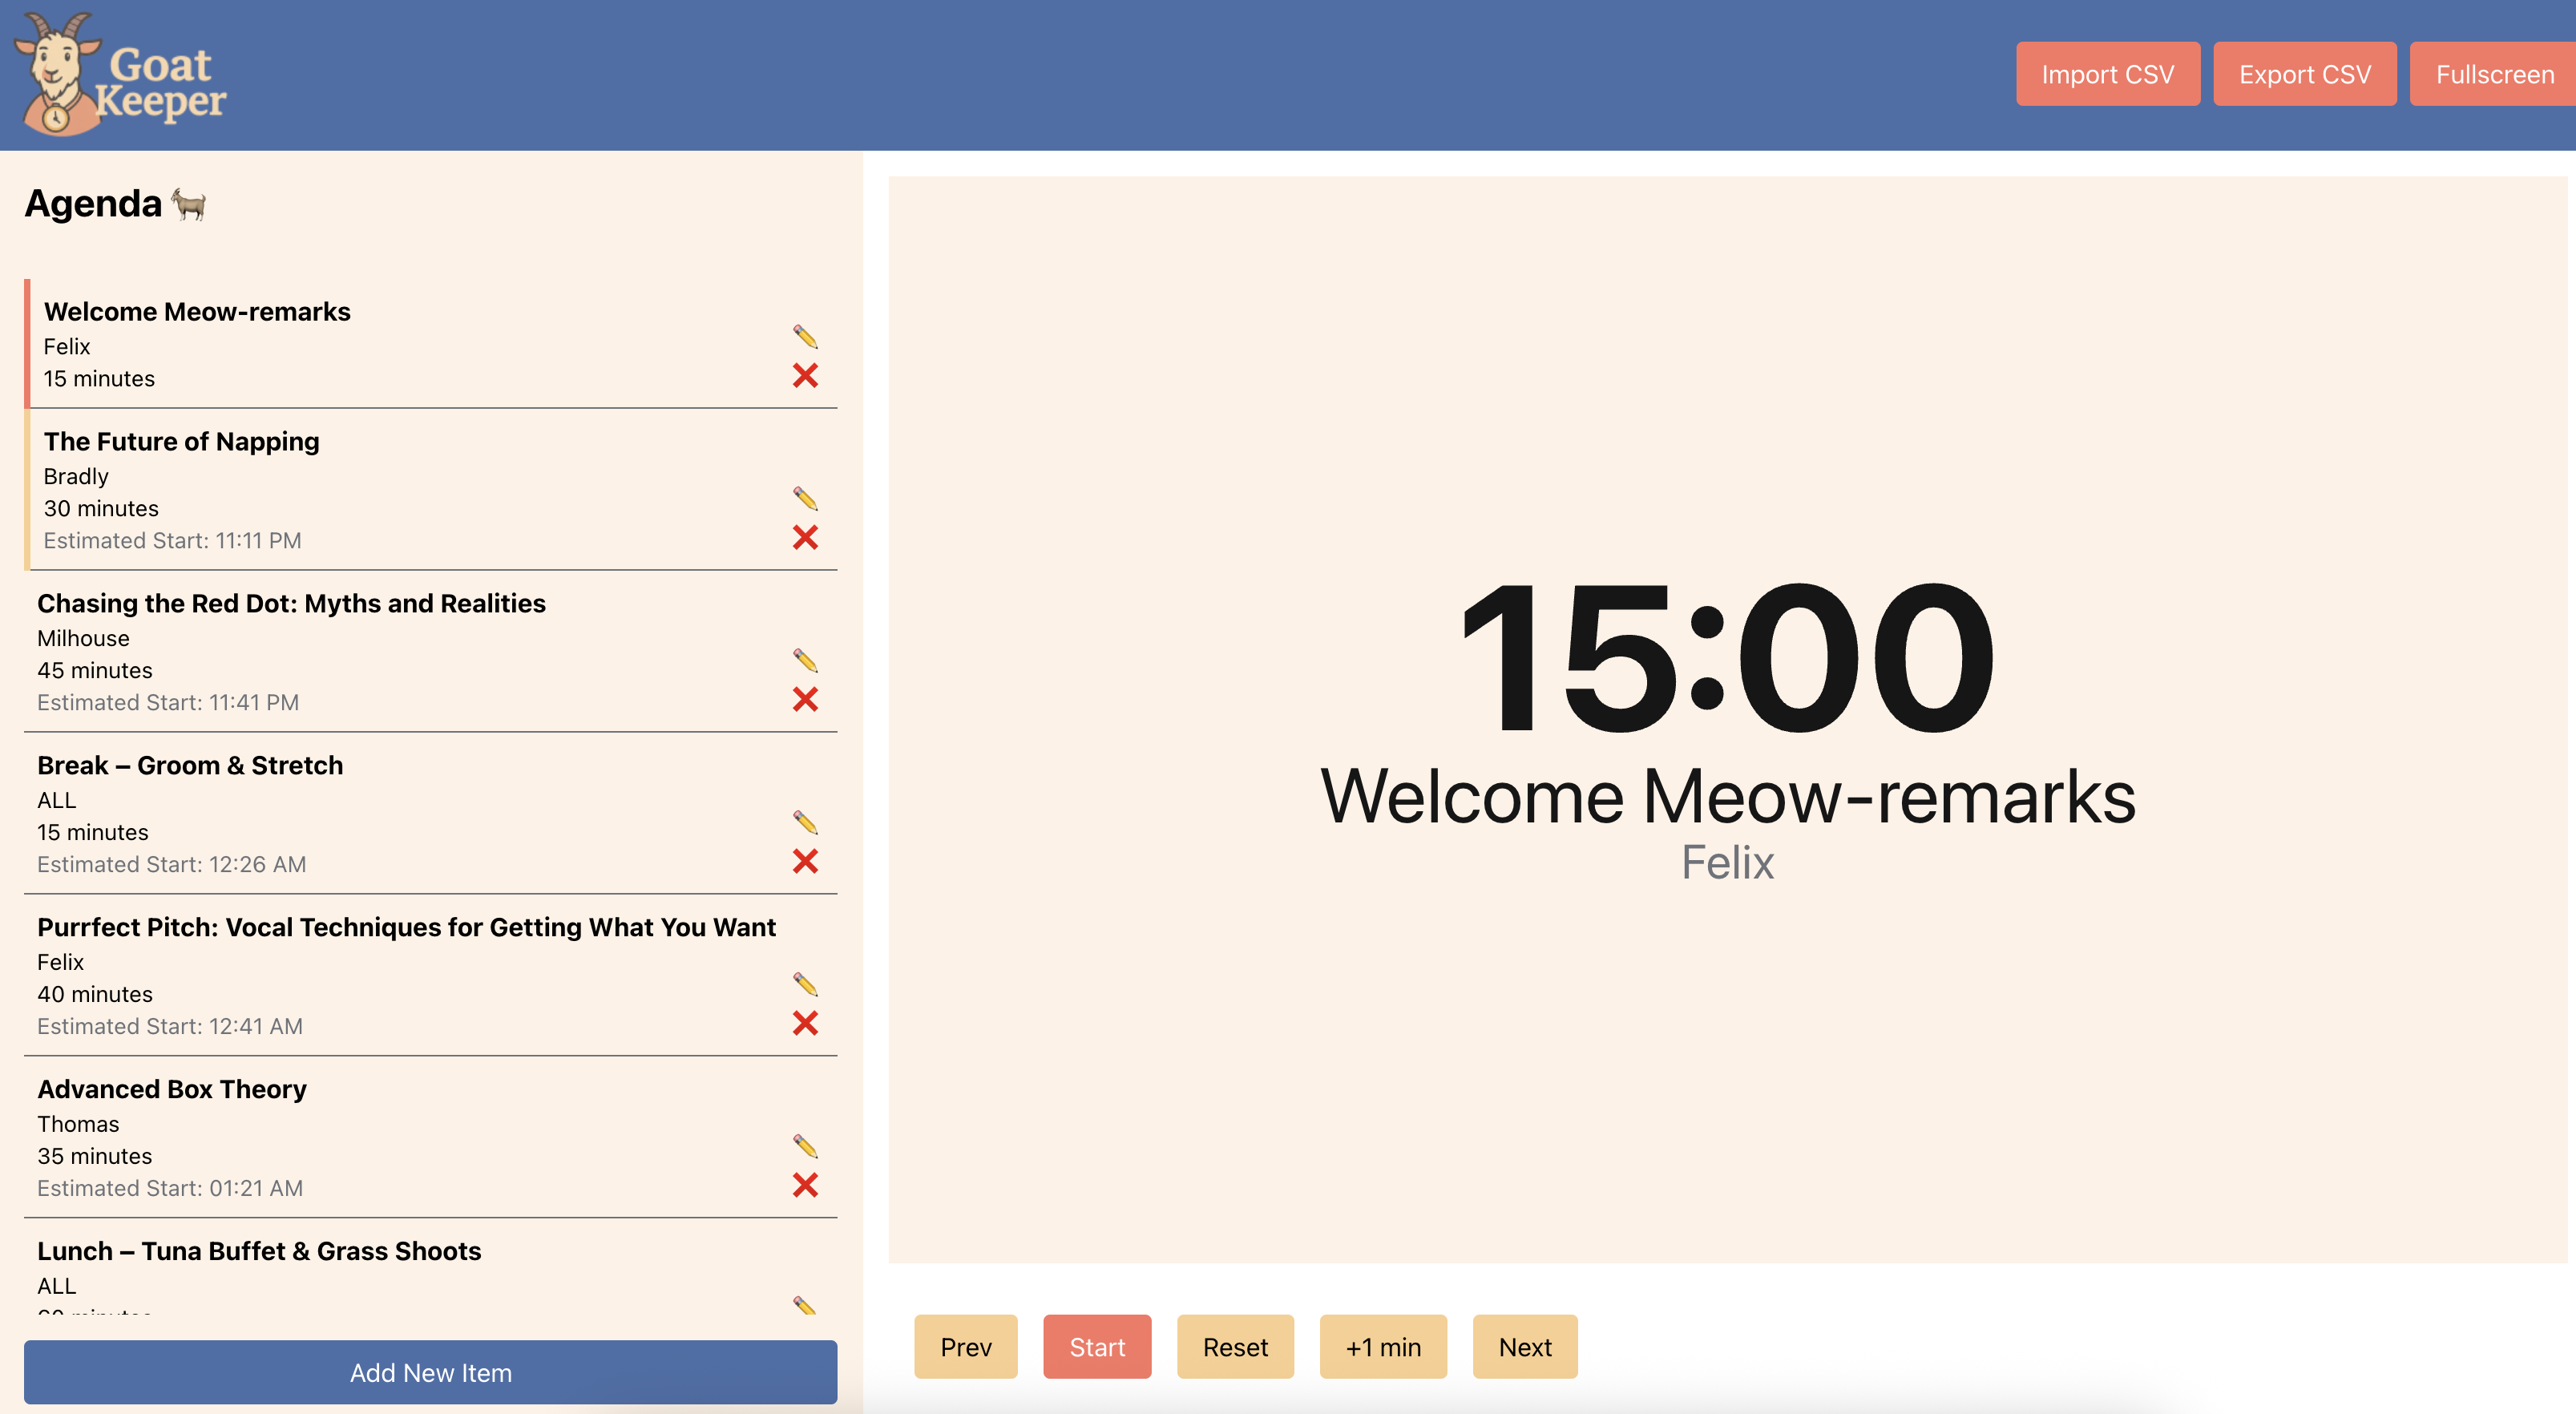 Goat
Keeper
Import CSV
Export CSV
Fullscreen
Agenda
Welcome Meow-remarks
Felix
15 minutes
The Future of Napping
Bradly
30 minutes
Estimated Start: 11:11 PM
Chasing the Red Dot: Myths and Realities
Milhouse
45 minutes
Estimated Start: 11:41 PM
Break – Groom & Stretch
ALL
15 minutes
Estimated Start: 12:26 AM
Purrfect Pitch: Vocal Techniques for Getting What You Want
Felix
40 minutes
Estimated Start: 12:41 AM
Advanced Box Theory
Thomas
35 minutes
Estimated Start: 01:21 AM
Lunch – Tuna Buffet & Grass Shoots
ALL
Add New Item
15:00
Welcome Meow-remarks
Felix
Prev
Start
Reset
+1 min
Next